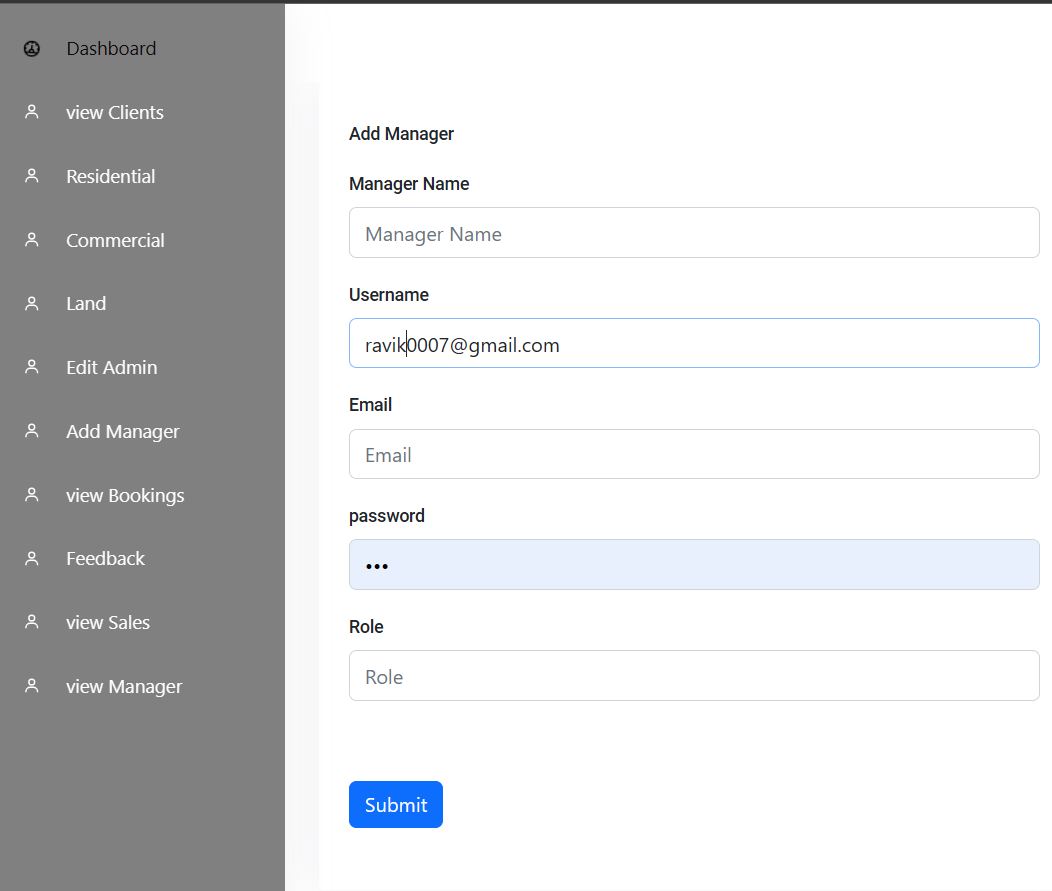 Dashboard
view Clients
Residential
Commercial
Land
Edit Admin
Add Manager
view Bookings
Feedback
view Sales
view Manager
Add Manager
Manager Name
Manager Name
Username
ravik0007@gmail.com
Email
Email
password
•••
Role
Role
Submit